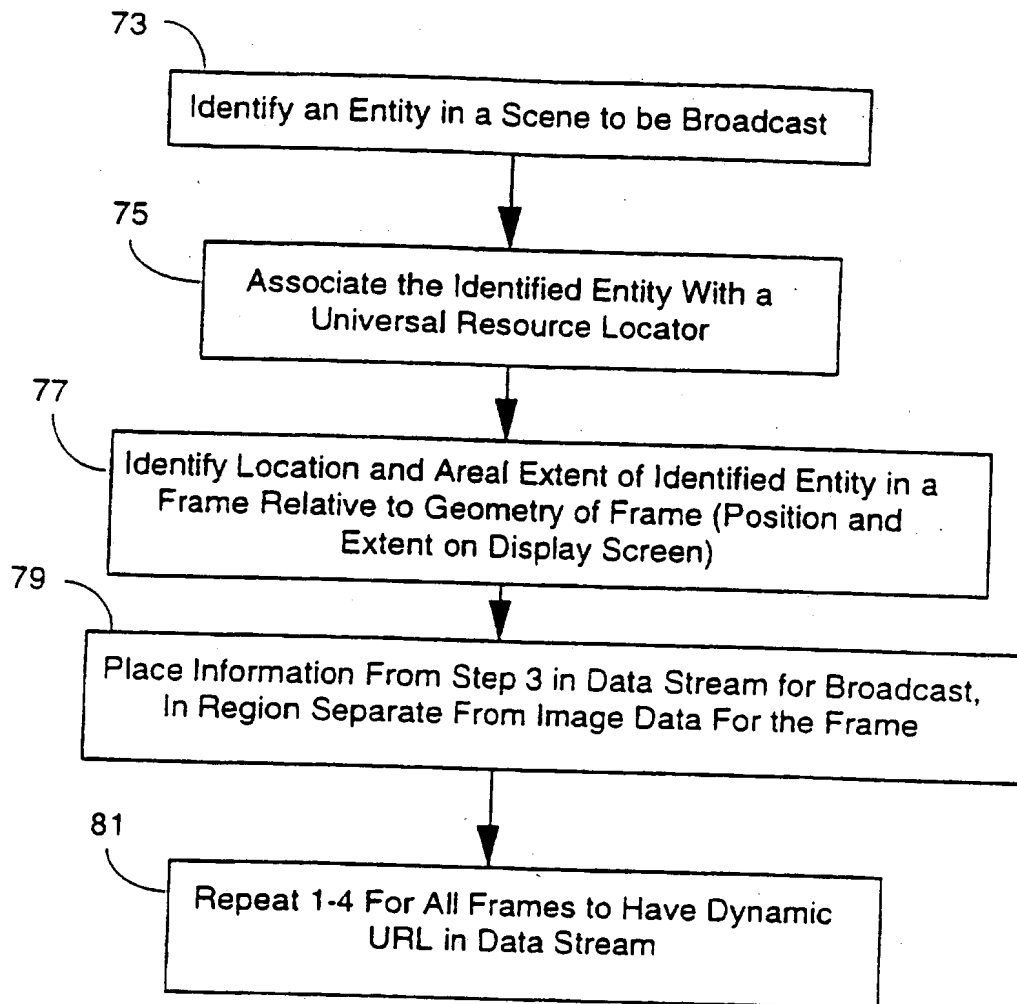 73
Identify an Entity in a Scene to be Broadcast
75
Associate the Identified Entity With a
Universal Resource Locator
77
Identify Location and Areal Extent of Identified Entity in a
Frame Relative to Geometry of Frame (Position and
Extent on Display Screen)
79
Place Information From Step 3 in Data Stream for Broadcast,
In Region Separate From Image Data For the Frame
81
Repeat 1-4 For All Frames to Have Dynamic
URL in Data Stream